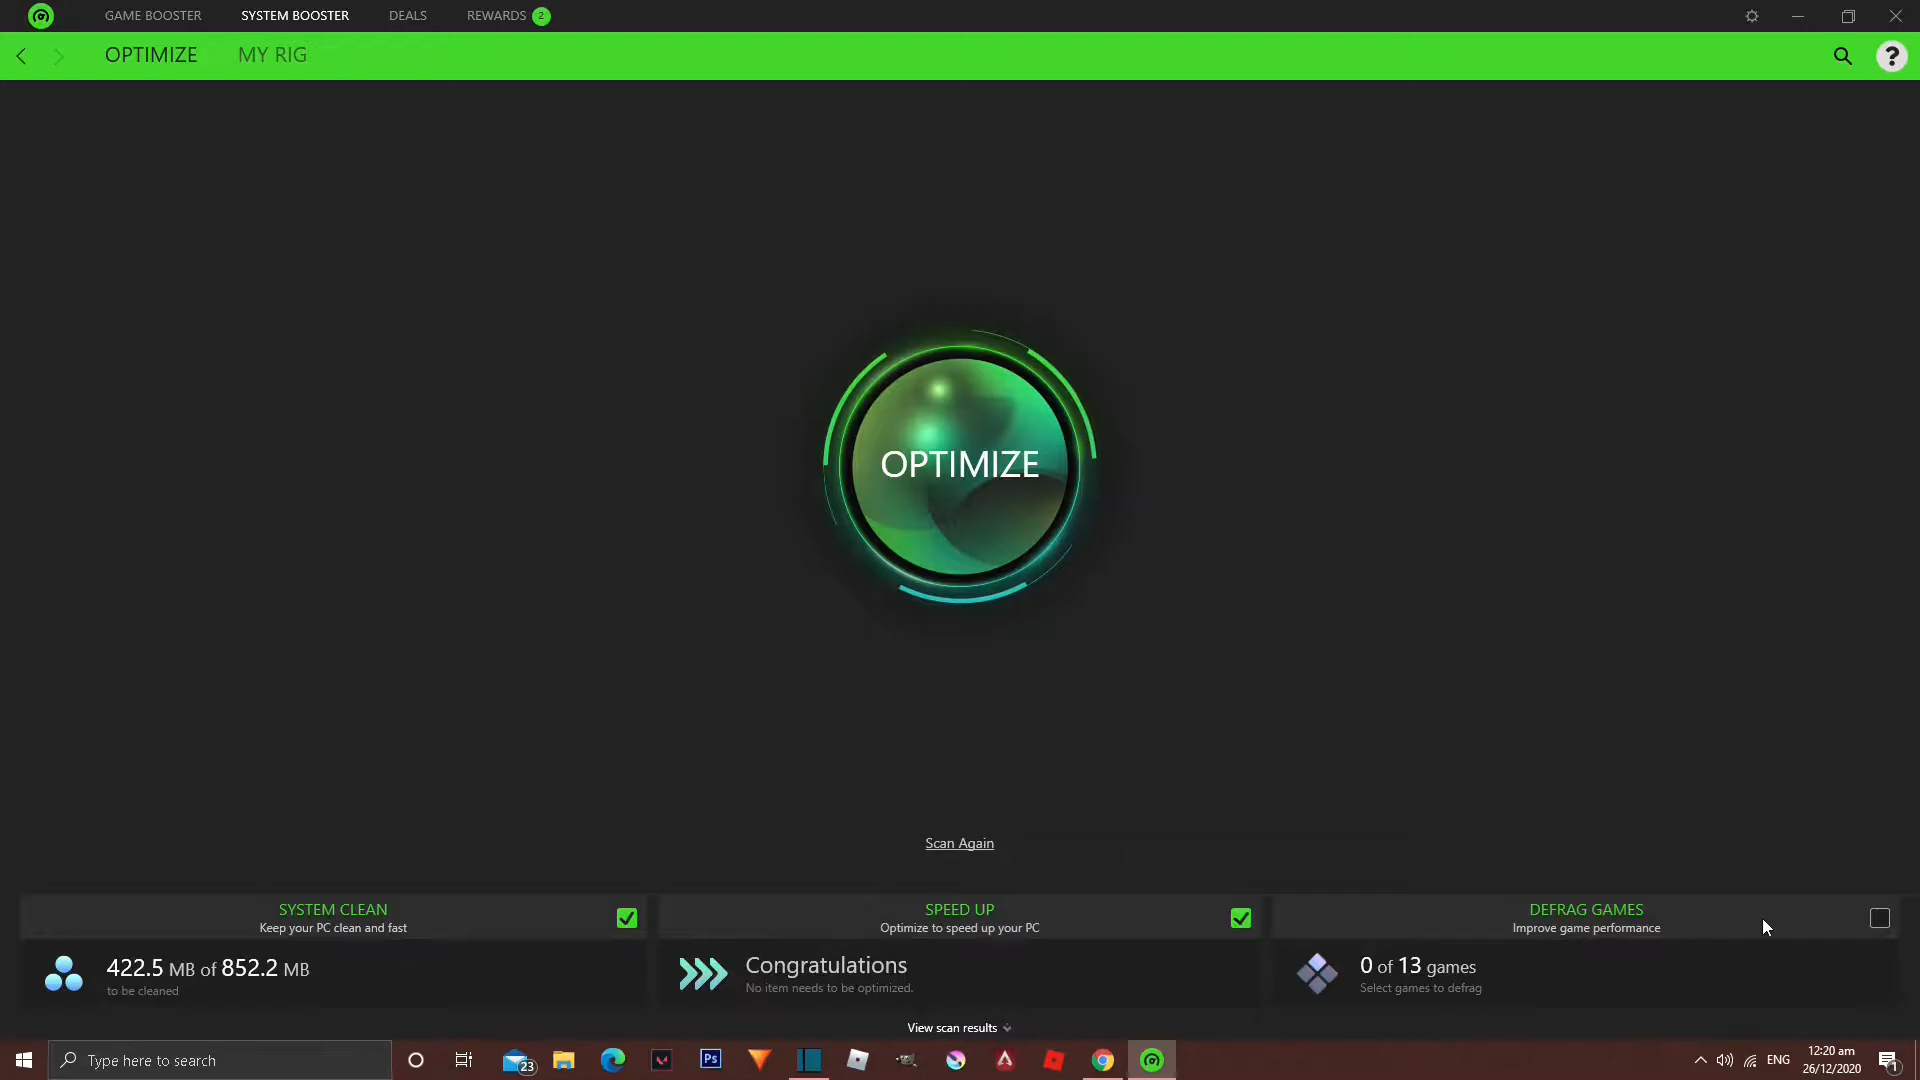 GAME BOOSTER
SYSTEM BOOSTER
DEALS
REWARDS 2
OPTIMIZE
MY RIG
?
OPTIMIZE
Scan Again
SYSTEM CLEAN
Keep your PC clean and fast
422.5 MB of 852.2 MB
to be cleaned
SPEED UP
Optimize to speed up your PC
Congratulations
No item needs to be optimized.
DEFRAG GAMES
Improve game performance
0 of 13 games
Select games to defrag
View scan results
Type here to search
23
Ps
ENG
12:20 am
26/12/2020
1